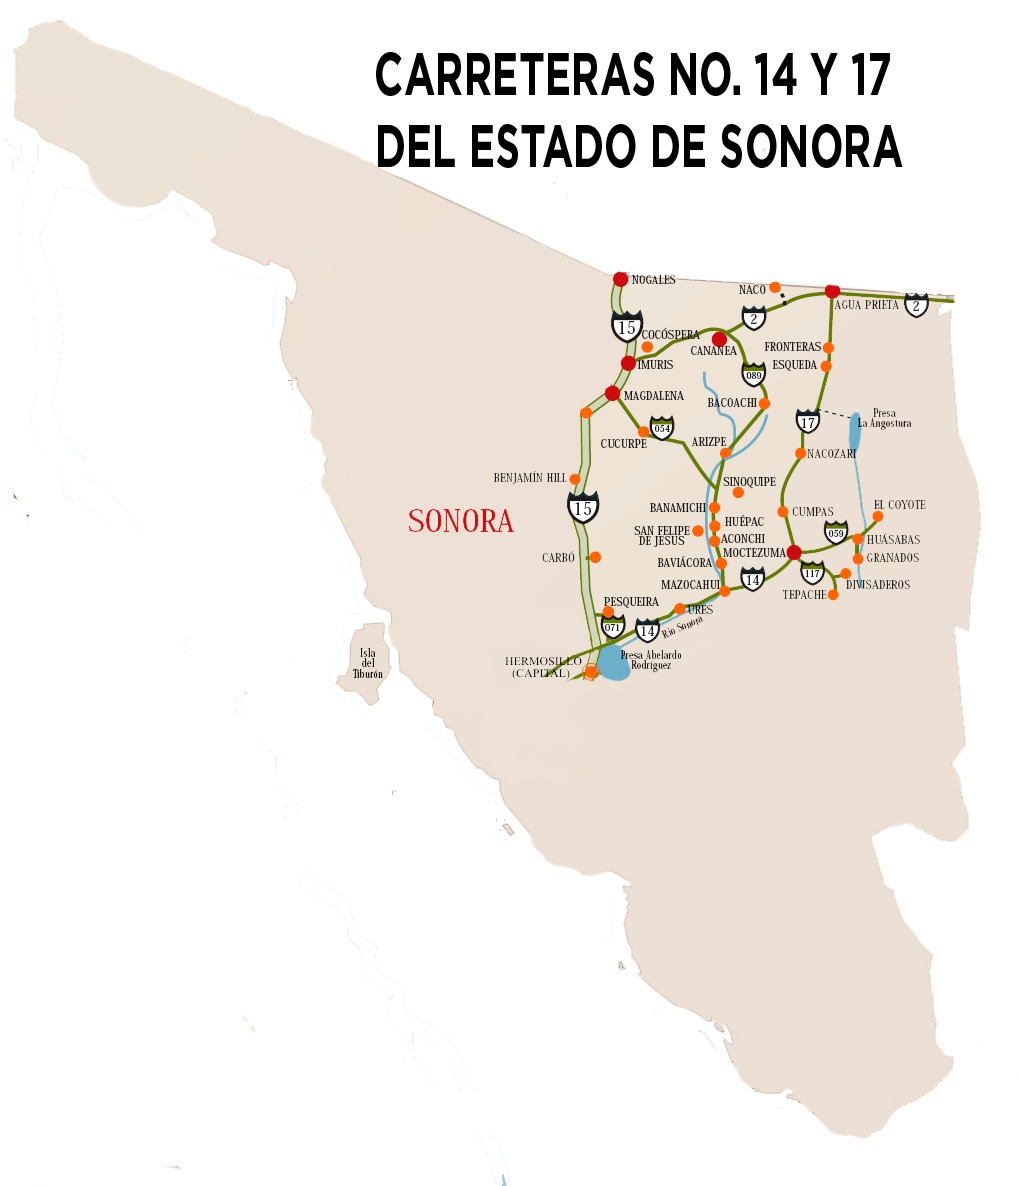 CARRETERAS NO. 14 Y 17
DEL ESTADO DE SONORA
NOGALES
NACO
AGUA PRIETA
2
2
15
COCÓSPERA
CANANEA
FRONTERAS
IMURIS
ESQUEDA
089
MAGDALENA
BACOACHI
17
Presa
La Angostura
054
CUCURPE
ARIZPE
NACOZARI
BENJAMÍN HILL
SINOQUIPE
15
BANAMICHI
EL COYOTE
CUMPAS
SONORA
HUÉPAC
SAN FELIPE
DE JESUS
ACONCHI
059
HUÁSABAS
MOCTEZUMA
CARBÓ
GRANADOS
BAVIÁCORA
117
14
MAZOCAHUI
DIVISADEROS
TEPACHE
PESQUEIRA
URES
071
14
Río Sonora
Isla
del
Tiburón
HERMOSILLO
(CAPITAL)
Presa Abelardo
Rodríguez